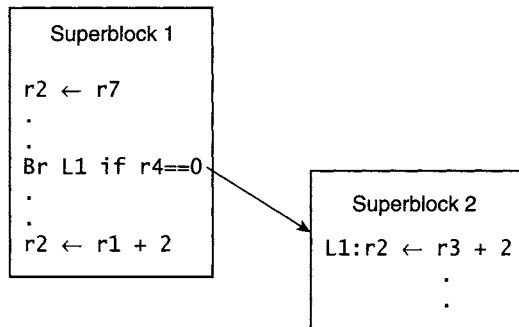 Superblock 1
r2 ← r7
.
.
Br L1 if r4==0
.
.
r2 ← r1 + 2
Superblock 2
L1:r2 ← r3 + 2
.
.